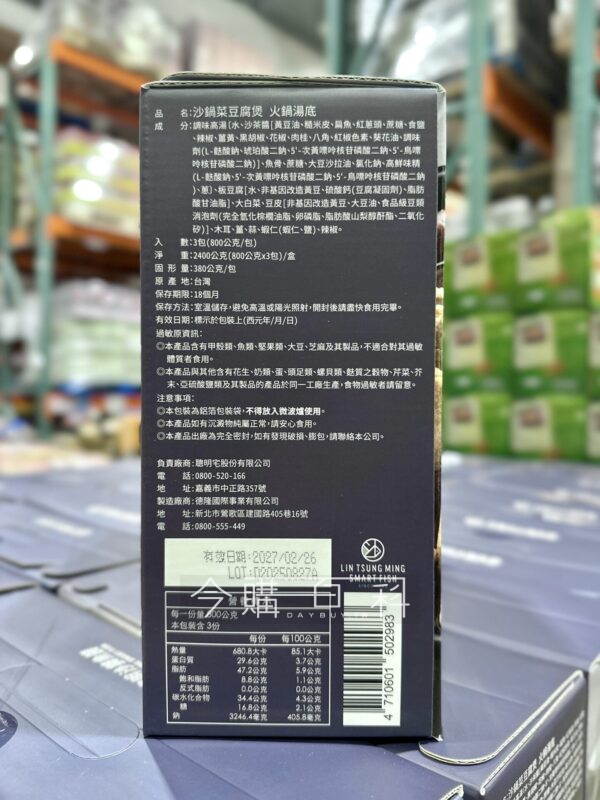 品　名:沙鍋菜豆腐煲 火鍋湯底
成　分:調味高湯[水、沙茶醬[黃豆油、糙米皮、扁魚、紅蔥頭、蔗糖、食鹽
、辣椒、薑黃、黑胡椒、花椒、肉桂、八角、紅椒色素、葵花油、調味
劑(L-麩酸鈉、琥珀酸二鈉、5'-次黃嘌呤核苷磷酸二鈉、5'-鳥嘌
呤核苷磷酸二鈉)]、魚骨、蔗糖、大豆沙拉油、氯化鈉、高鮮味精
(L-麩酸鈉、5'-次黃嘌呤核苷磷酸二鈉、5'-鳥嘌呤核苷磷酸二鈉
)、蔥]、板豆腐[水、非基因改造黃豆、硫酸鈣(豆腐凝固劑)、脂肪
酸甘油脂]、大白菜、豆皮[非基因改造黃豆、大豆油、食品級豆類
消泡劑(完全氫化棕櫚油脂、卵磷脂、脂肪酸山梨醇酐酯、二氧化
矽)]、木耳、薑、蒜、蝦仁(蝦仁、鹽)、辣椒。
入　數:3包(800公克/包)
淨　重:2400公克(800公克x3包)/盒
固 形 量:380公克/包
原 產 地:台灣
保存期限:18個月
保存方法:室溫儲存,避免高溫或陽光照射,開封後請盡快食用完畢。
有效日期:標示於包裝上(西元年/月/日)
過敏原資訊:
◎本產品含有甲殼類、魚類、堅果類、大豆、芝麻及其製品,不適合對其過敏
體質者食用。
◎本產品與其他含有花生、奶類、蛋、頭足類、螺貝類、麩質之穀物、芹菜、芥
末、亞硫酸鹽類及其製品的產品於同一工廠生產,食物過敏者請留意。
注意事項:
◎本包裝為鋁箔包裝袋,不得放入微波爐使用。
◎本產品如有沉澱物純屬正常,請安心食用。
◎本產品出廠為完全密封,如有發現破損、膨包,請聯絡本公司。
負責廠商:聰明宅股份有限公司
電　話:0800-520-166
地　址:嘉義市中正路357號
製造廠商:德隆國際事業有限公司
地　址:新北市鶯歌區建國路405巷16號
電　話:0800-555-449
有效日期:2027/02/26
LOT:D20250827A
LIN TSUNG MING
SMART FISH
今購百科
DAYBUY
每一份量800公克
本包裝含 3份
每份 每100公克
熱量 680.8大卡 85.1大卡
蛋白質 29.6公克 3.7公克
脂肪 47.2公克 5.9公克
飽和脂肪 8.8公克 1.1公克
反式脂肪 0.0公克 0.0公克
碳水化合物 34.4公克 4.3公克
糖 16.8公克 2.1公克
鈉 3246.4毫克 405.8毫克
4 710601 502983